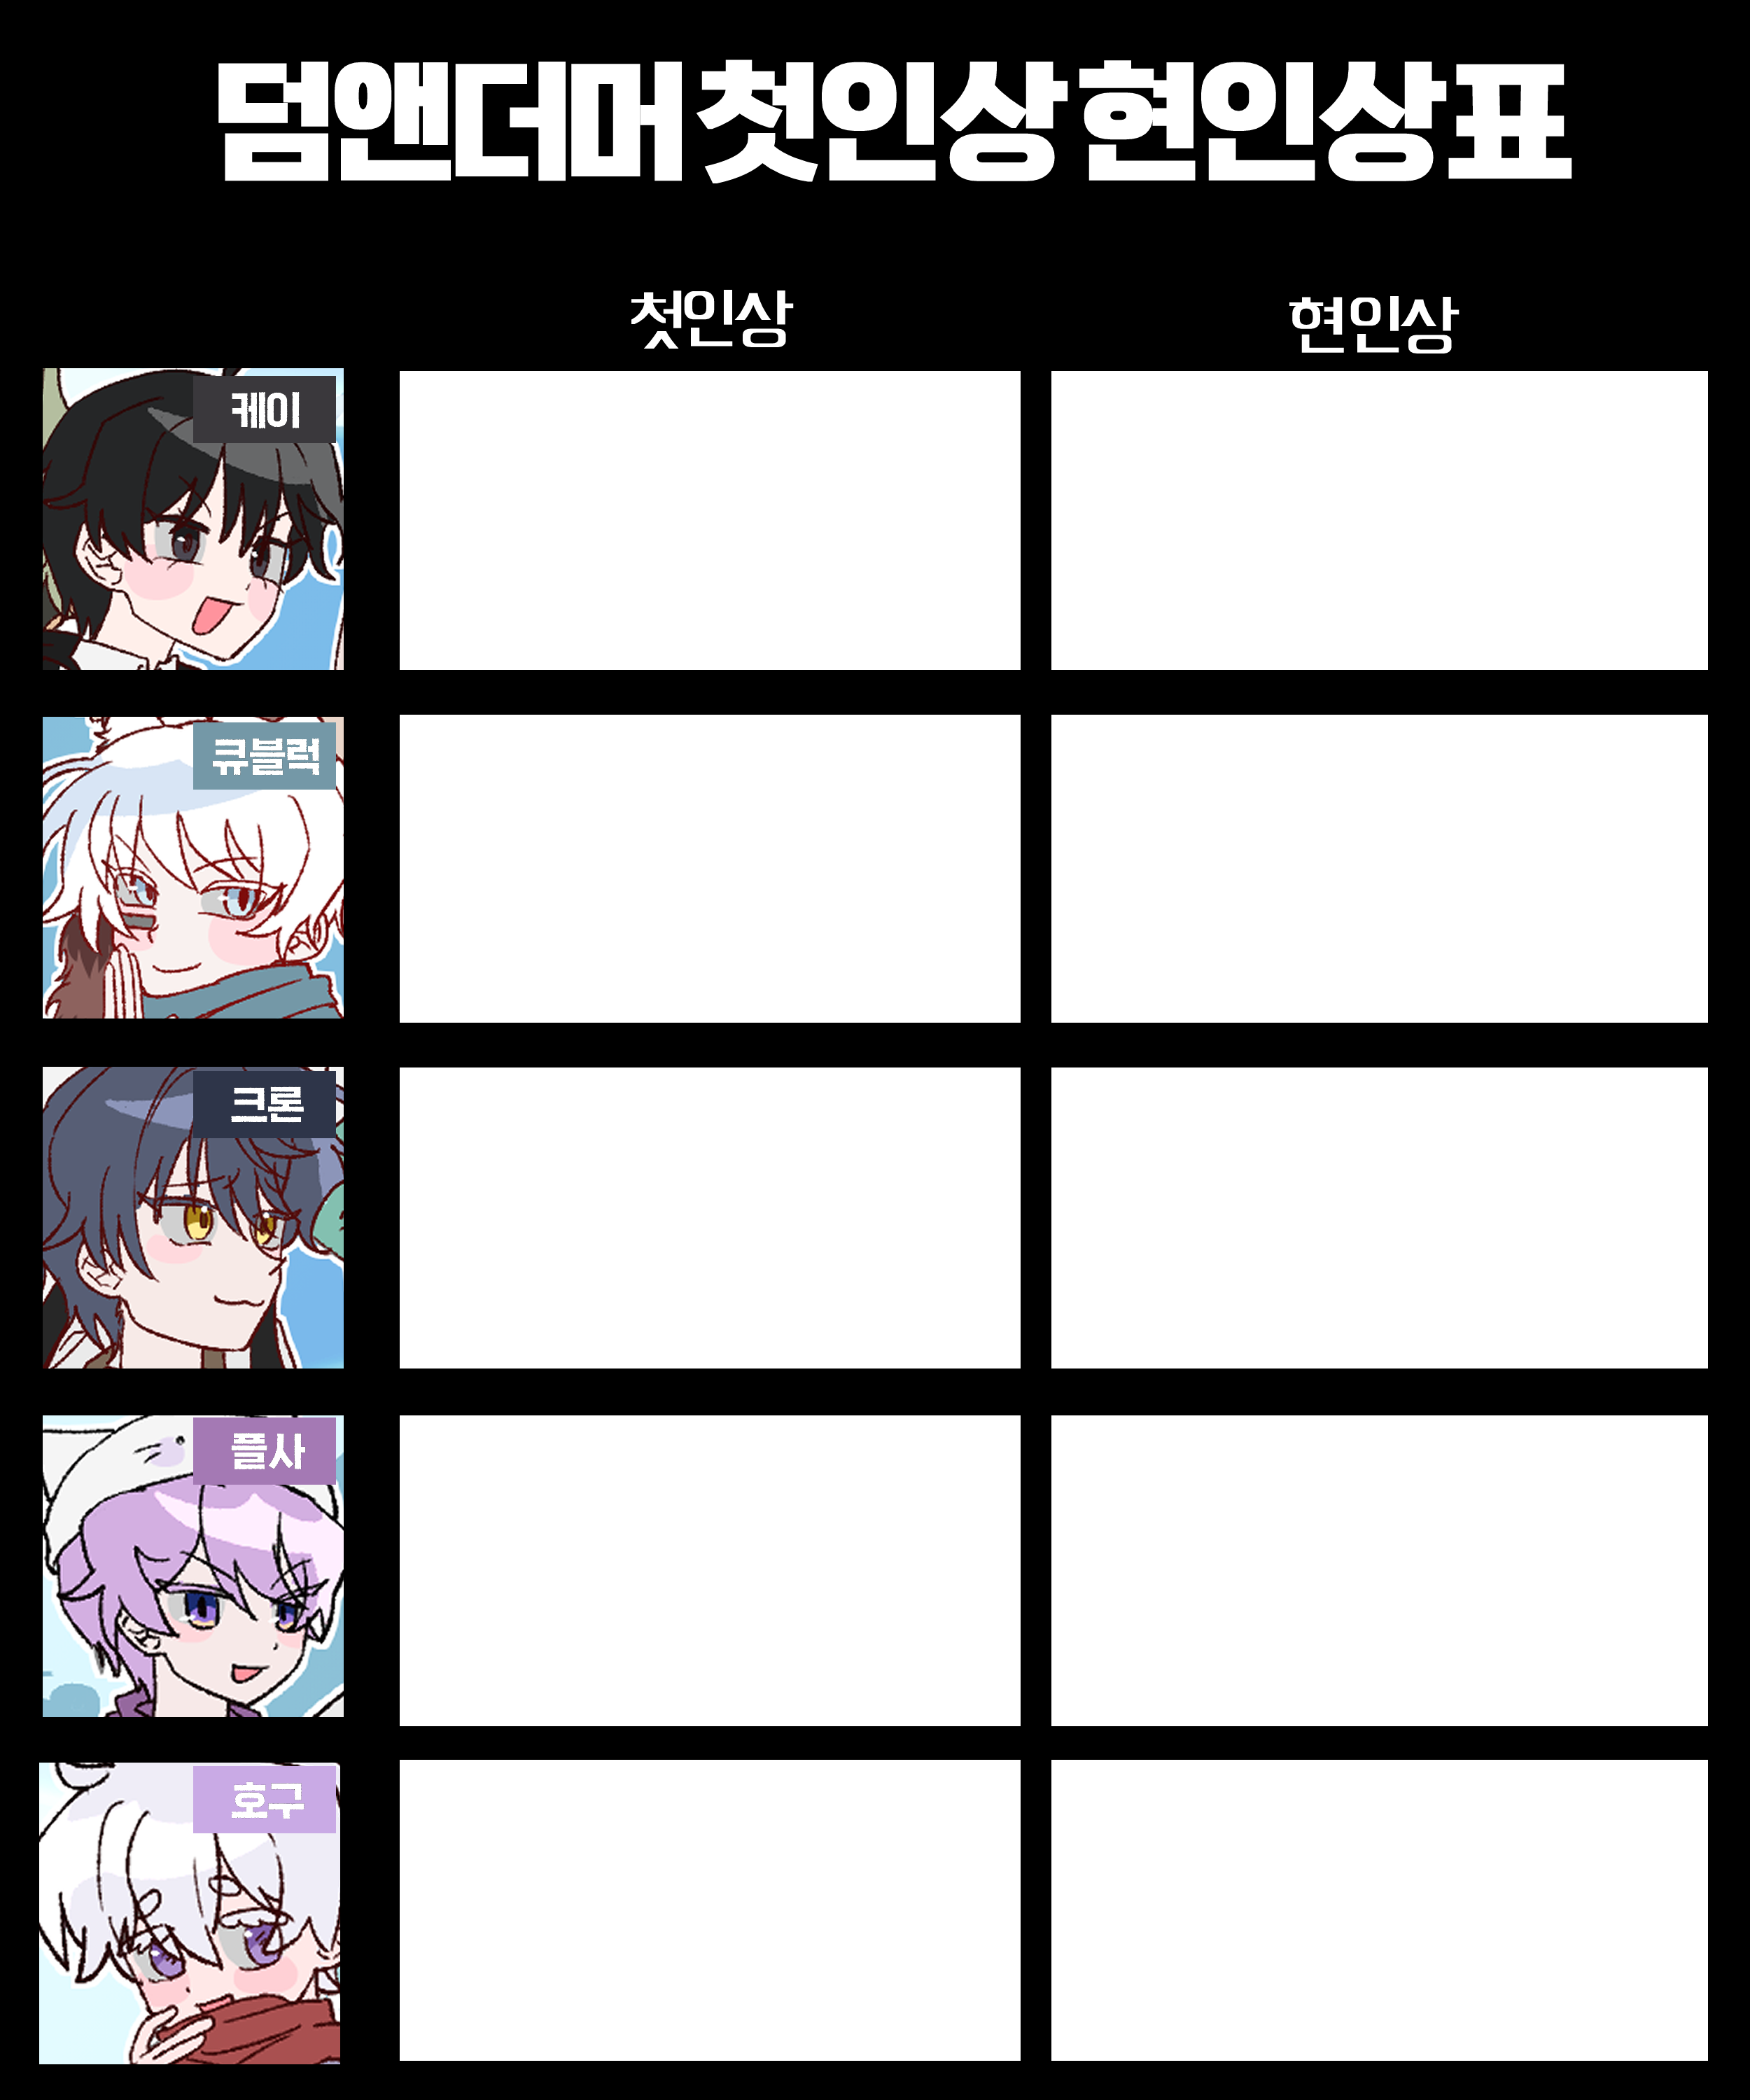 덤앤더머 첫인상 현인상 표
첫인상 현인상
케이
큐블럭
크론
플사
호구